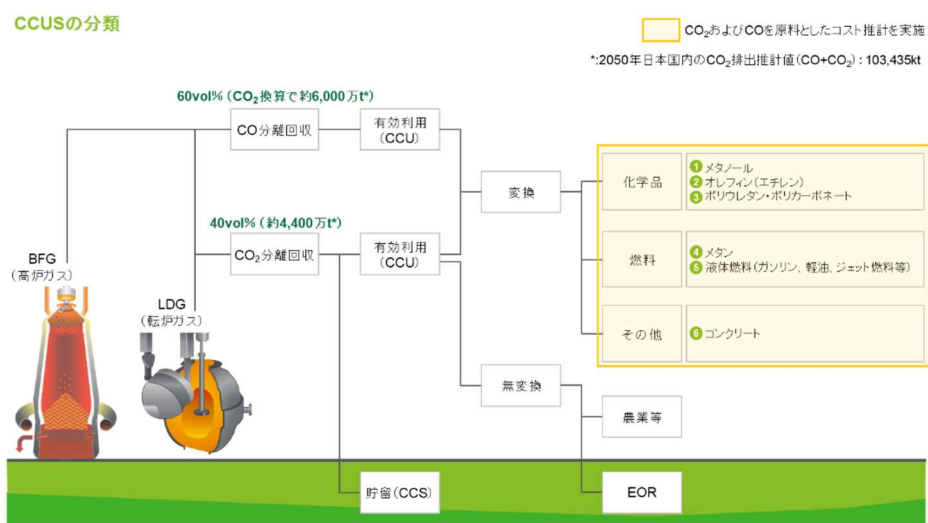 CCUSの分類
CO₂およびCOを原料としたコスト推計を実施
*:2050年日本国内のCO₂排出推計値(CO+CO₂) : 103,435kt
60vol% (CO₂換算で約6,000万t*)
CO分離回収
有効利用
(CCU)
変換
化学品
1 メタノール
2 オレフィン(エチレン)
3 ポリウレタン・ポリカーボネート
40vol% (約4,400万t*)
CO₂分離回収
有効利用
(CCU)
燃料
4 メタン
5 液体燃料(ガソリン、軽油、ジェット燃料等)
BFG
(高炉ガス)
LDG
(転炉ガス)
その他
6 コンクリート
無変換
農業等
貯留(CCS)
EOR